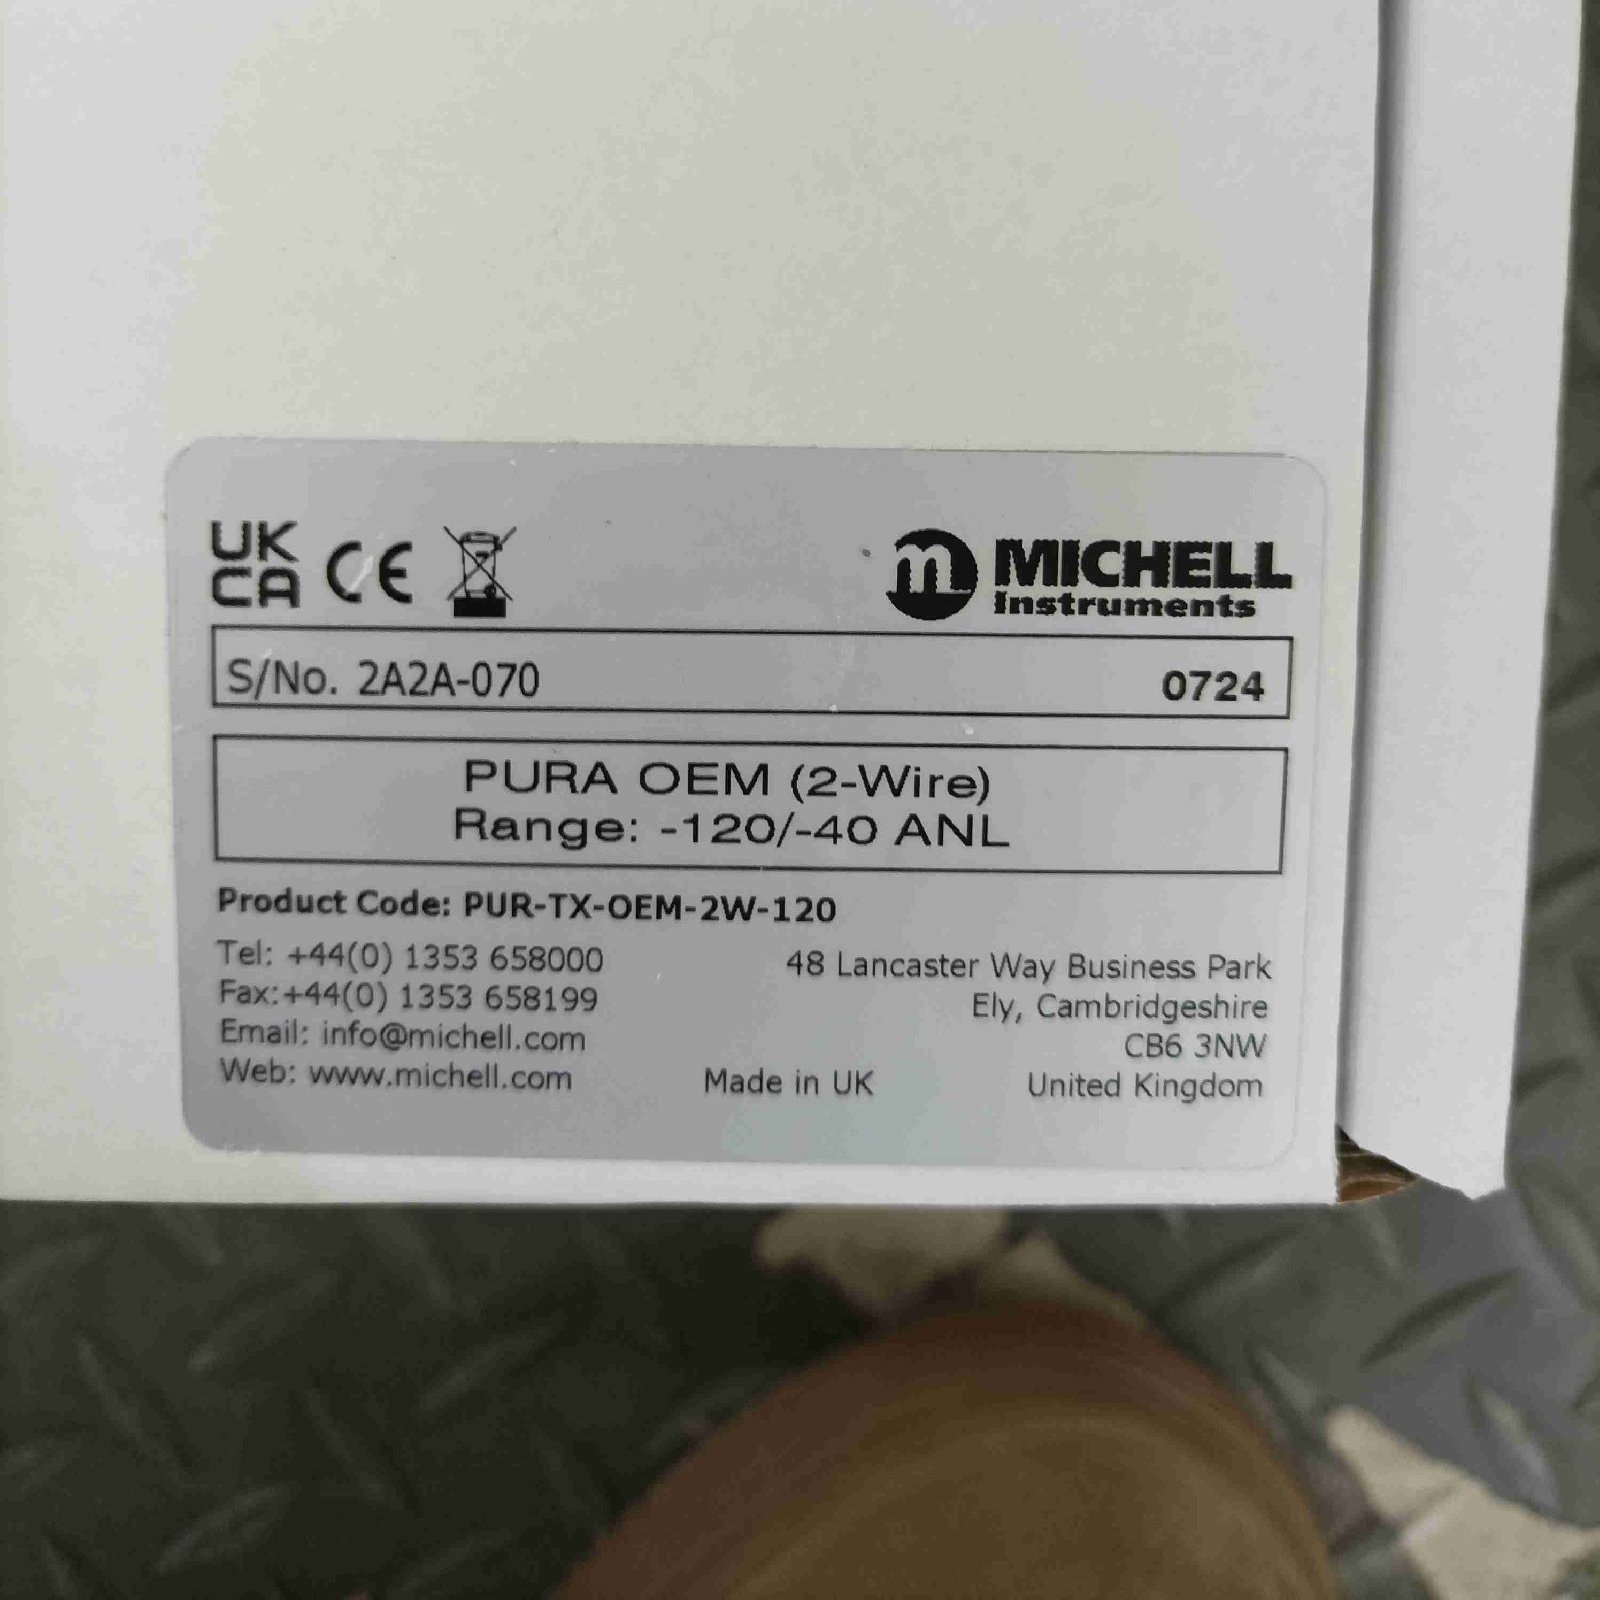 UK
CA CE
m MICHELL
Instruments
S/No. 2A2A-070 0724
PURA OEM (2-Wire)
Range: -120/-40 ANL
Product Code: PUR-TX-OEM-2W-120
Tel: +44(0) 1353 658000
Fax:+44(0) 1353 658199
Email: info@michell.com
Web: www.michell.com
Made in UK
48 Lancaster Way Business Park
Ely, Cambridgeshire
CB6 3NW
United Kingdom